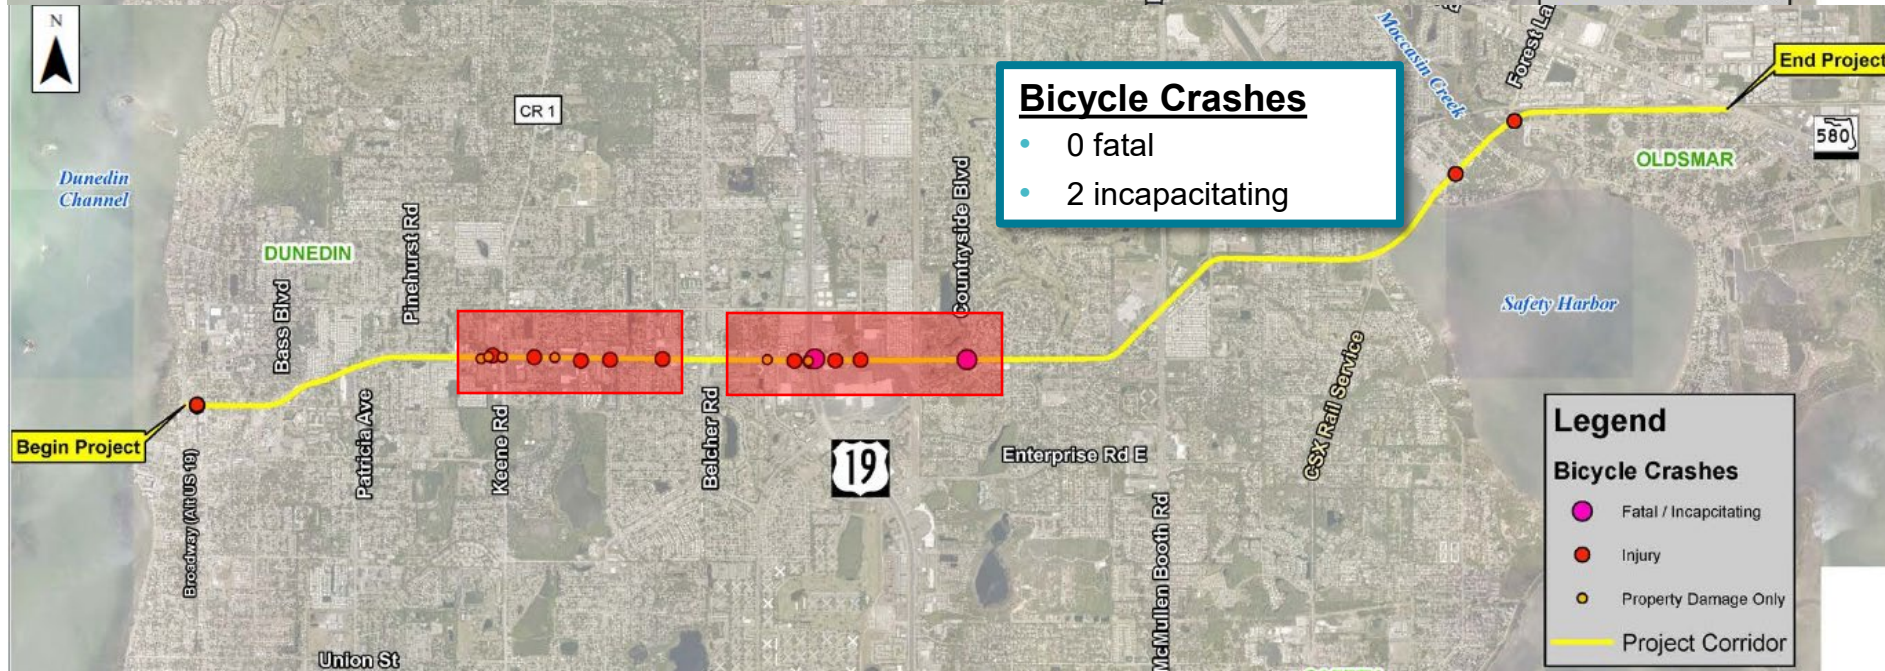 N
CR 1
Moccasin Creek
Forest La
End Project
Bicycle Crashes
• 0 fatal
• 2 incapacitating
580
OLDSMAR
Dunedin
Channel
DUNEDIN
Bass Blvd
Pinehurst Rd
Countryside Blvd
Safety Harbor
Begin Project
Broadway (Alt US 19)
Patricia Ave
Keene Rd
Belcher Rd
19
Enterprise Rd E
CSX Rail Service
McMullen Booth Rd
Union St
Legend
Bicycle Crashes
Fatal / Incapcitating
Injury
Property Damage Only
Project Corridor